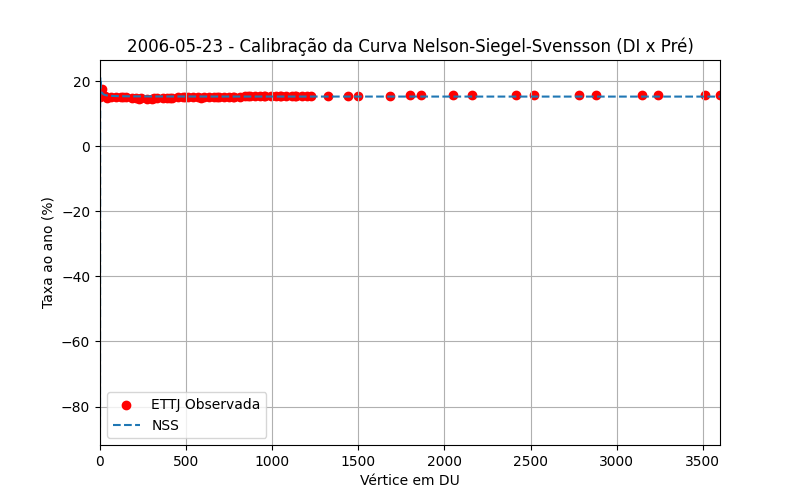 2006-05-23 - Calibração da Curva Nelson-Siegel-Svensson (DI x Pré)
Taxa ao ano (%)
20
0
−20
−40
−60
−80
ETTJ Observada
NSS
0 500 1000 1500 2000 2500 3000 3500
Vértice em DU